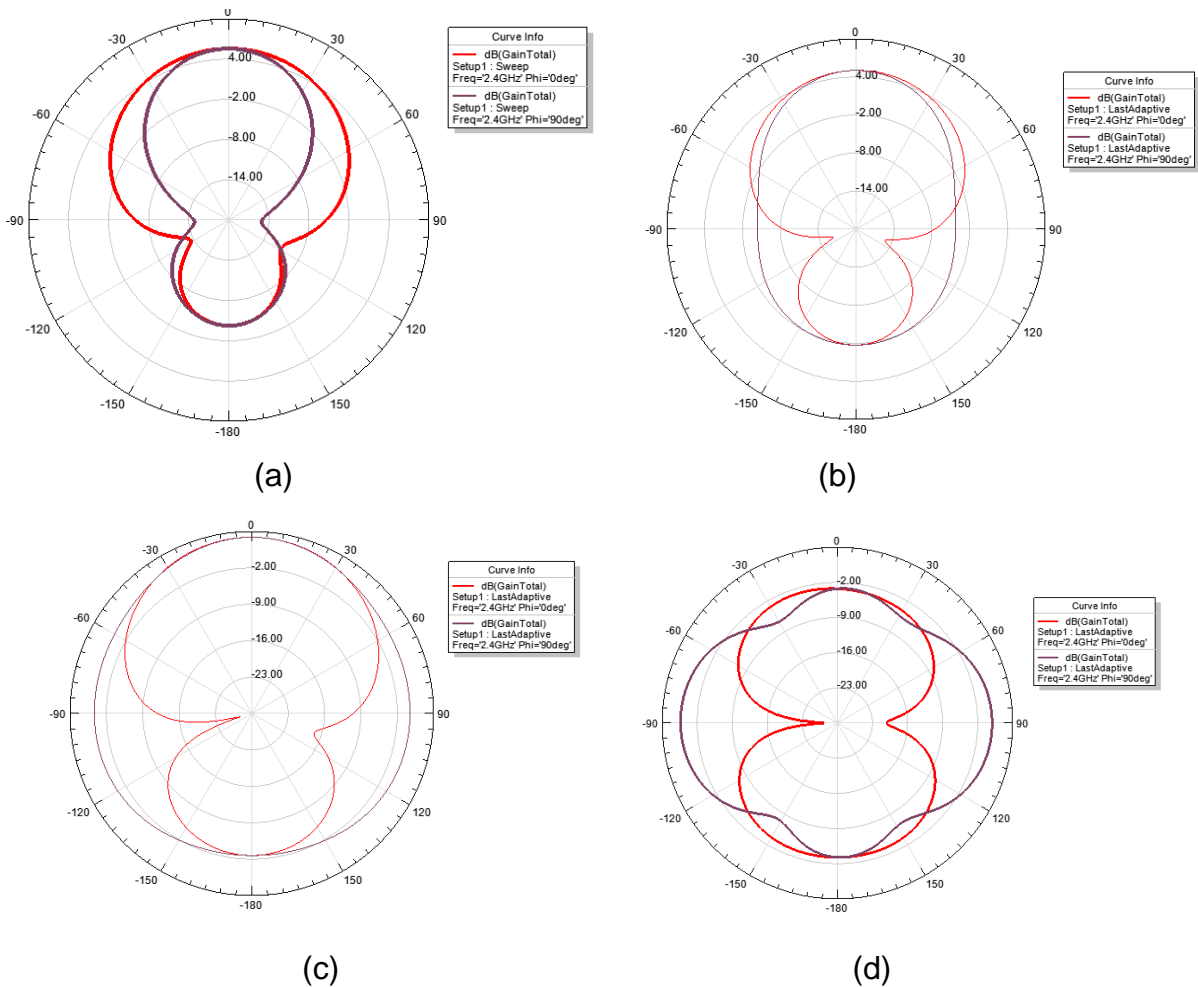 0
30
60
90
120
150
-180
-150
-120
-90
-60
-30
4.00
-2.00
-8.00
-14.00
Curve Info
dB(GainTotal)
Setup1 : Sweep
Freq='2.4GHz' Phi='0deg'
dB(GainTotal)
Setup1 : Sweep
Freq='2.4GHz' Phi='90deg'
(a)
0
30
60
90
120
150
-180
-150
-120
-90
-60
-30
4.00
-2.00
-8.00
-14.00
Curve Info
dB(GainTotal)
Setup1 : LastAdaptive
Freq='2.4GHz' Phi='0deg'
dB(GainTotal)
Setup1 : LastAdaptive
Freq='2.4GHz' Phi='90deg'
(b)
0
30
60
90
120
150
-180
-150
-120
-90
-60
-30
-2.00
-9.00
-16.00
-23.00
Curve Info
dB(GainTotal)
Setup1 : LastAdaptive
Freq='2.4GHz' Phi='0deg'
dB(GainTotal)
Setup1 : LastAdaptive
Freq='2.4GHz' Phi='90deg'
(c)
0
30
60
90
120
150
-180
-150
-120
-90
-60
-30
-2.00
-9.00
-16.00
-23.00
Curve Info
dB(GainTotal)
Setup1 : LastAdaptive
Freq='2.4GHz' Phi='0deg'
dB(GainTotal)
Setup1 : LastAdaptive
Freq='2.4GHz' Phi='90deg'
(d)